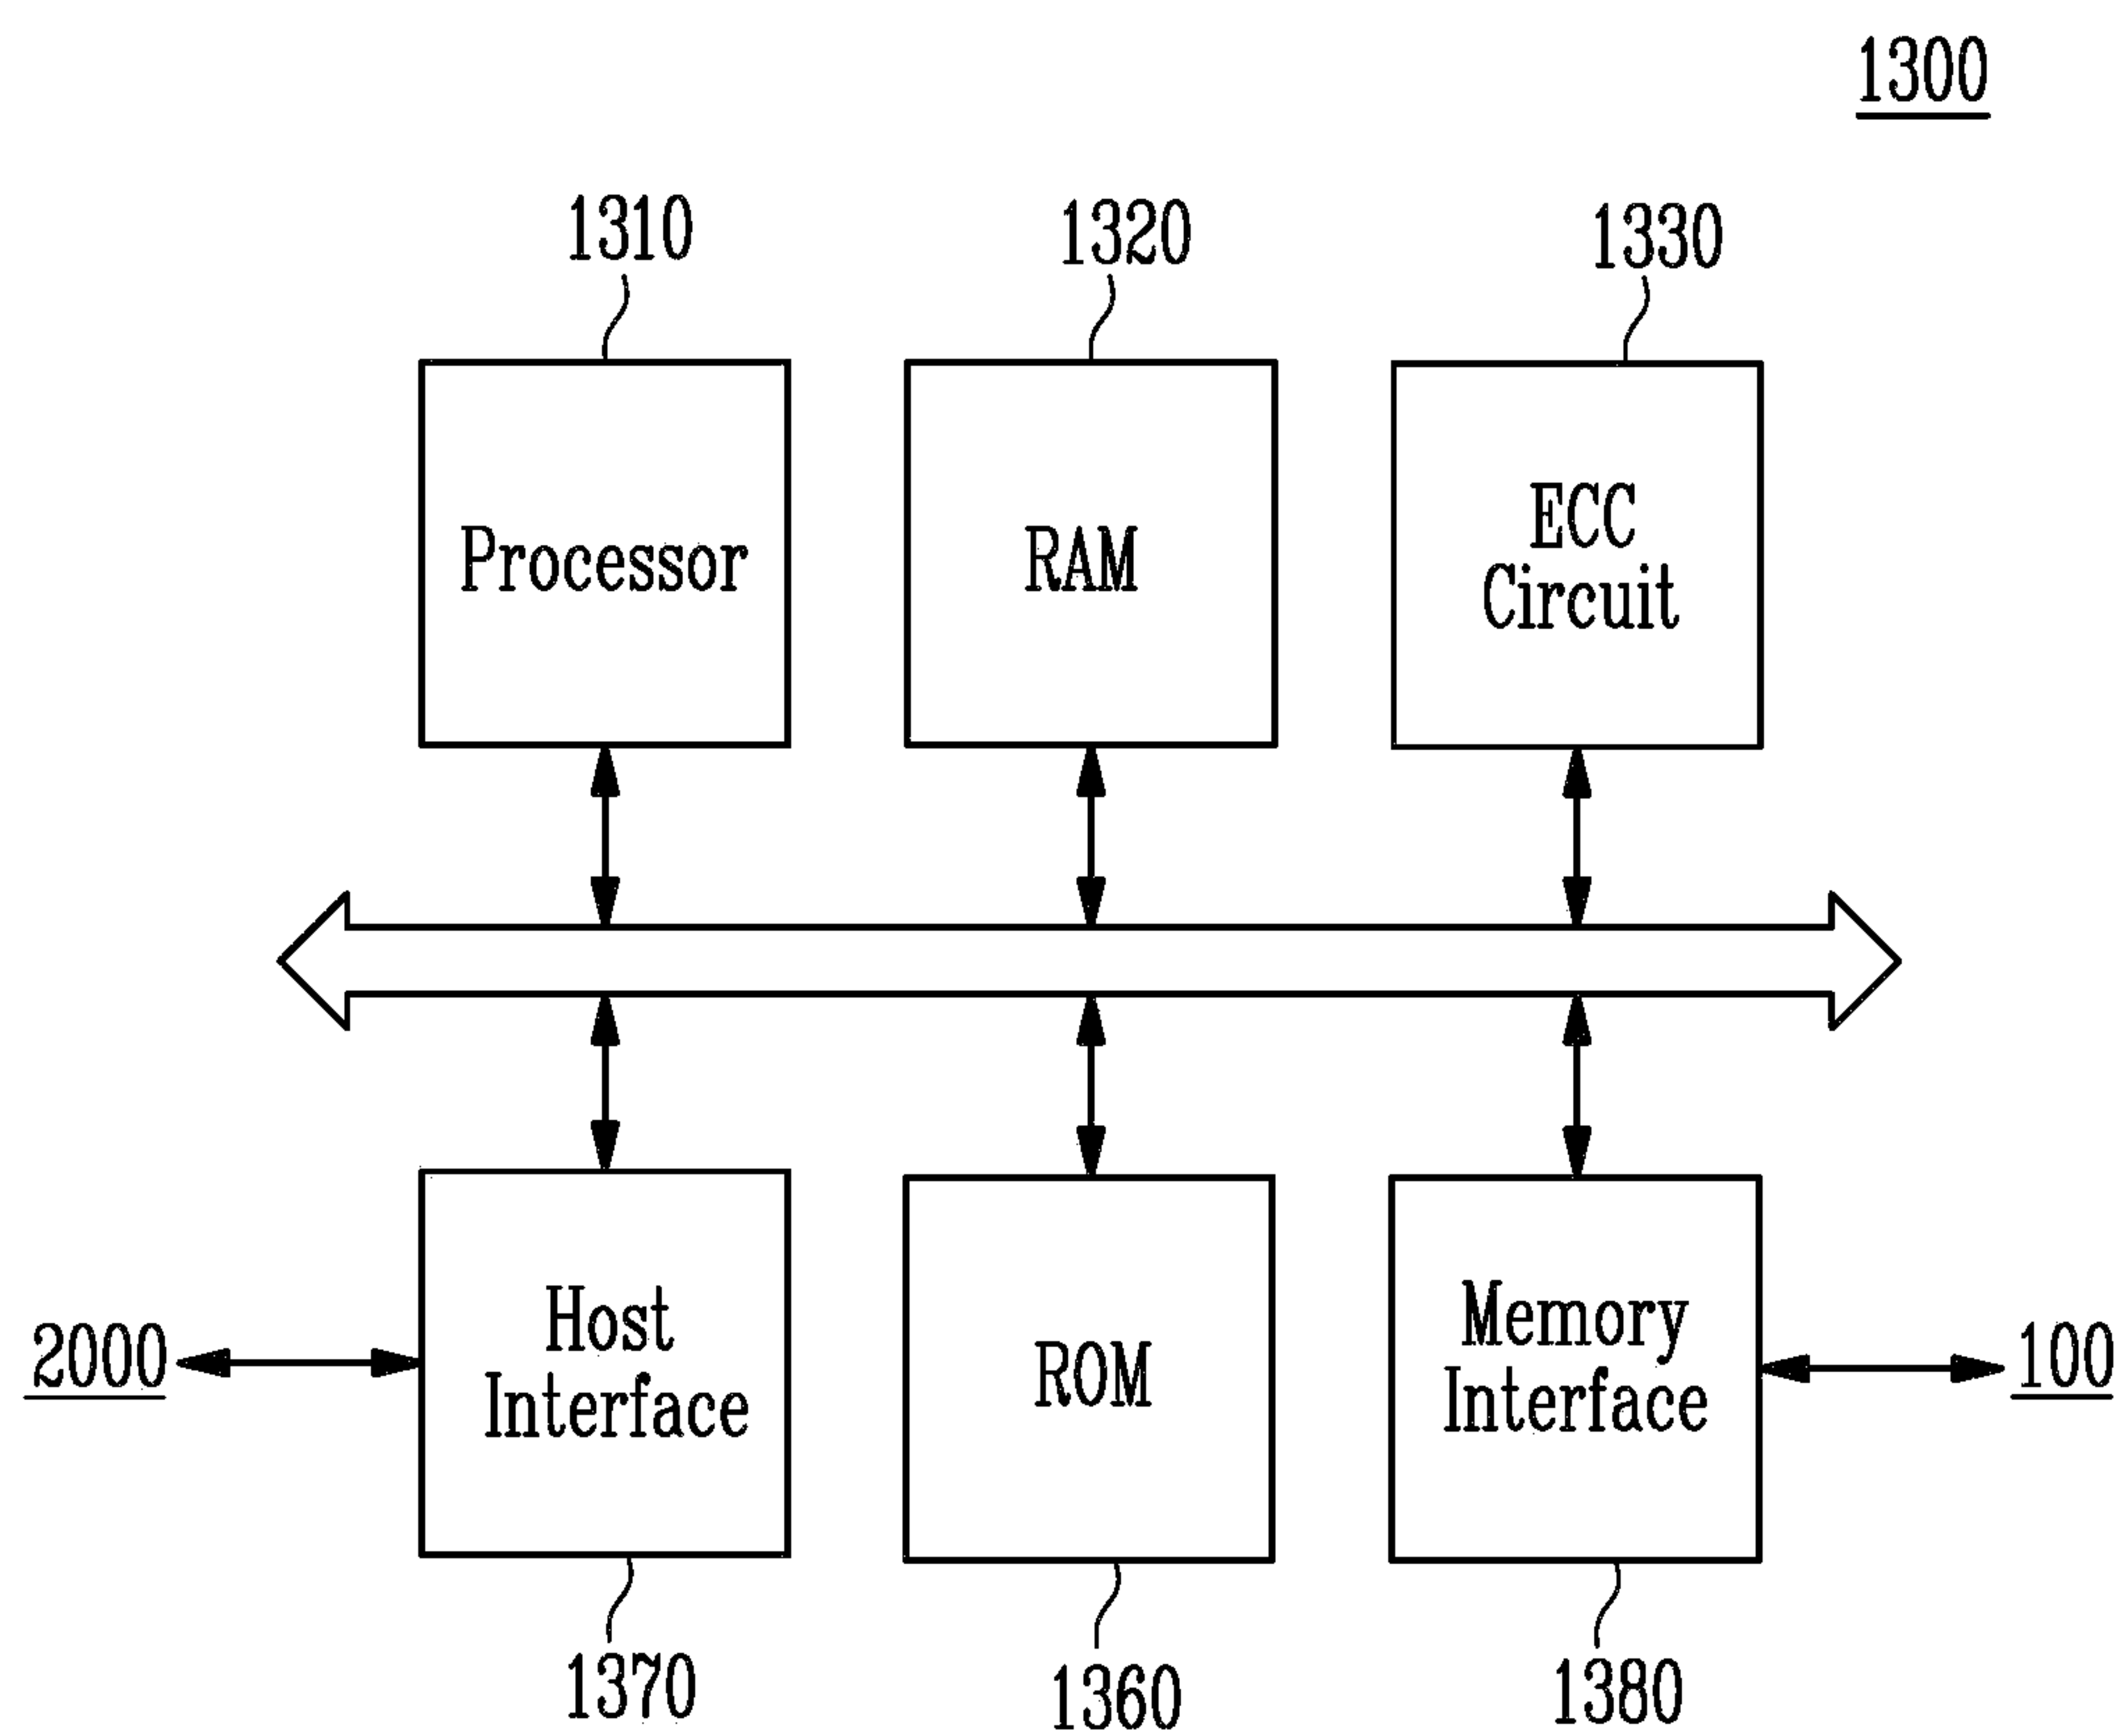 1300
1310
1320
1330
Processor
RAM
ECC
Circuit
2000
Host
Interface
ROM
Memory
Interface
100
1370
1360
1380